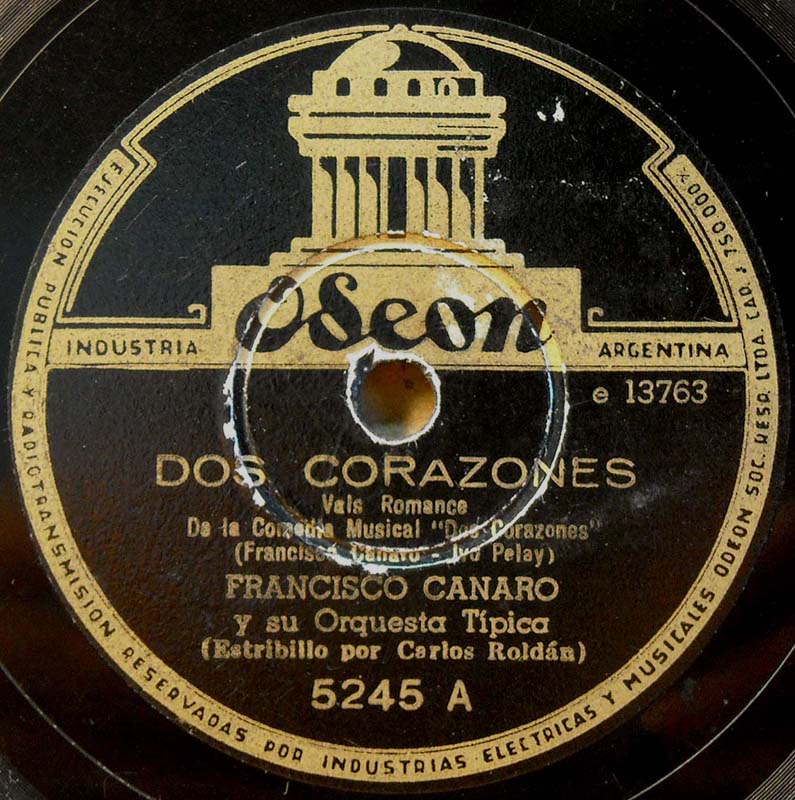 Odeon
INDUSTRIA ARGENTINA
e 13763
DOS CORAZONES
Vals Romance
De la Comedia Musical "Dos Corazones"
(Francisco Canaro - Ivo Pelay)
FRANCISCO CANARO
y su Orquesta Típica
(Estribillo por Carlos Roldán)
5245 A
EJECUCION PUBLICA Y RADIOTRANSMISION RESERVADAS POR INDUSTRIAS ELECTRICAS Y MUSICALES ODEON SOC. RESP. LTDA. CAP. $ 750.000 %